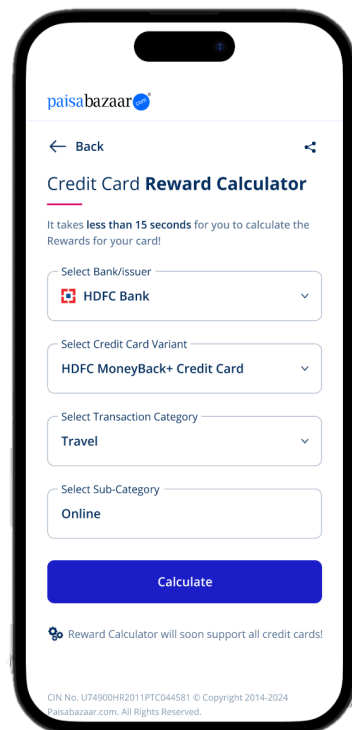 paisabazaar.com
Back
Credit Card Reward Calculator
It takes less than 15 seconds for you to calculate the
Rewards for your card!
Select Bank/issuer
HDFC Bank
Select Credit Card Variant
HDFC MoneyBack+ Credit Card
Select Transaction Category
Travel
Select Sub-Category
Online
Calculate
Reward Calculator will soon support all credit cards!
CIN No. U74900HR2011PTC044581 © Copyright 2014-2024
Paisabazaar.com. All Rights Reserved.